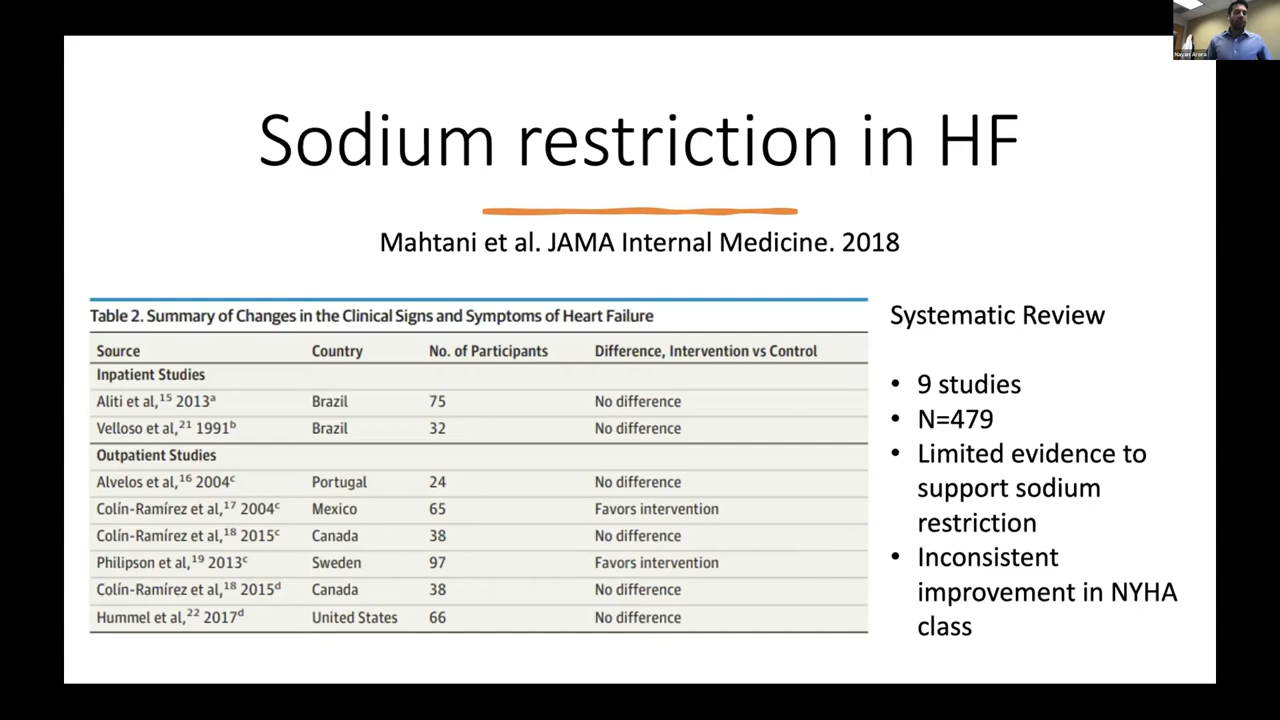 Nayan Arora
Sodium restriction in HF
Mahtani et al. JAMA Internal Medicine. 2018
Table 2. Summary of Changes in the Clinical Signs and Symptoms of Heart Failure
Source Country No. of Participants Difference, Intervention vs Control
Inpatient Studies
Aliti et al,15 2013a Brazil 75 No difference
Velloso et al,21 1991b Brazil 32 No difference
Outpatient Studies
Alvelos et al,16 2004c Portugal 24 No difference
Colín-Ramírez et al,17 2004c Mexico 65 Favors intervention
Colín-Ramírez et al,18 2015c Canada 38 No difference
Philipson et al,19 2013c Sweden 97 Favors intervention
Colín-Ramírez et al,18 2015d Canada 38 No difference
Hummel et al,22 2017d United States 66 No difference
Systematic Review
• 9 studies
• N=479
• Limited evidence to
support sodium
restriction
• Inconsistent
improvement in NYHA
class